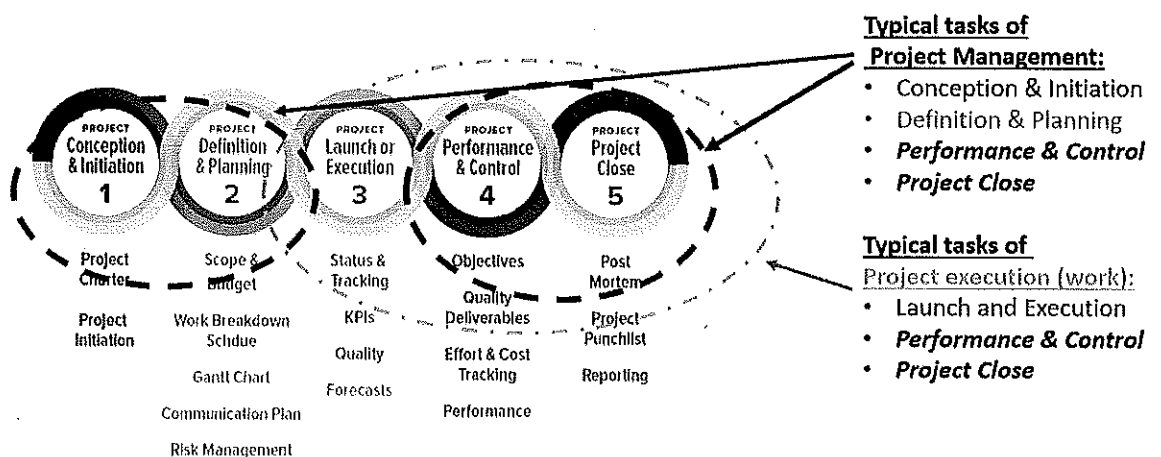 PROJECT
Conception
& Initiation
1
PROJECT
Definition
& Planning
2
PROJECT
Launch or
Execution
3
PROJECT
Performance
& Control
4
PROJECT
Project
Close
5
Project
Charter
Project
Initiation
Scope &
Budget
Work Breakdown
Schdue
Gantt Chart
Communication Plan
Risk Management
Status &
Tracking
KPIs
Quality
Forecasts
Objectives
Quality
Deliverables
Effort & Cost
Tracking
Performance
Post
Mortem
Project
Punchlist
Reporting
Typical tasks of
Project Management:
• Conception & Initiation
• Definition & Planning
• Performance & Control
• Project Close
Typical tasks of
Project execution (work):
• Launch and Execution
• Performance & Control
• Project Close